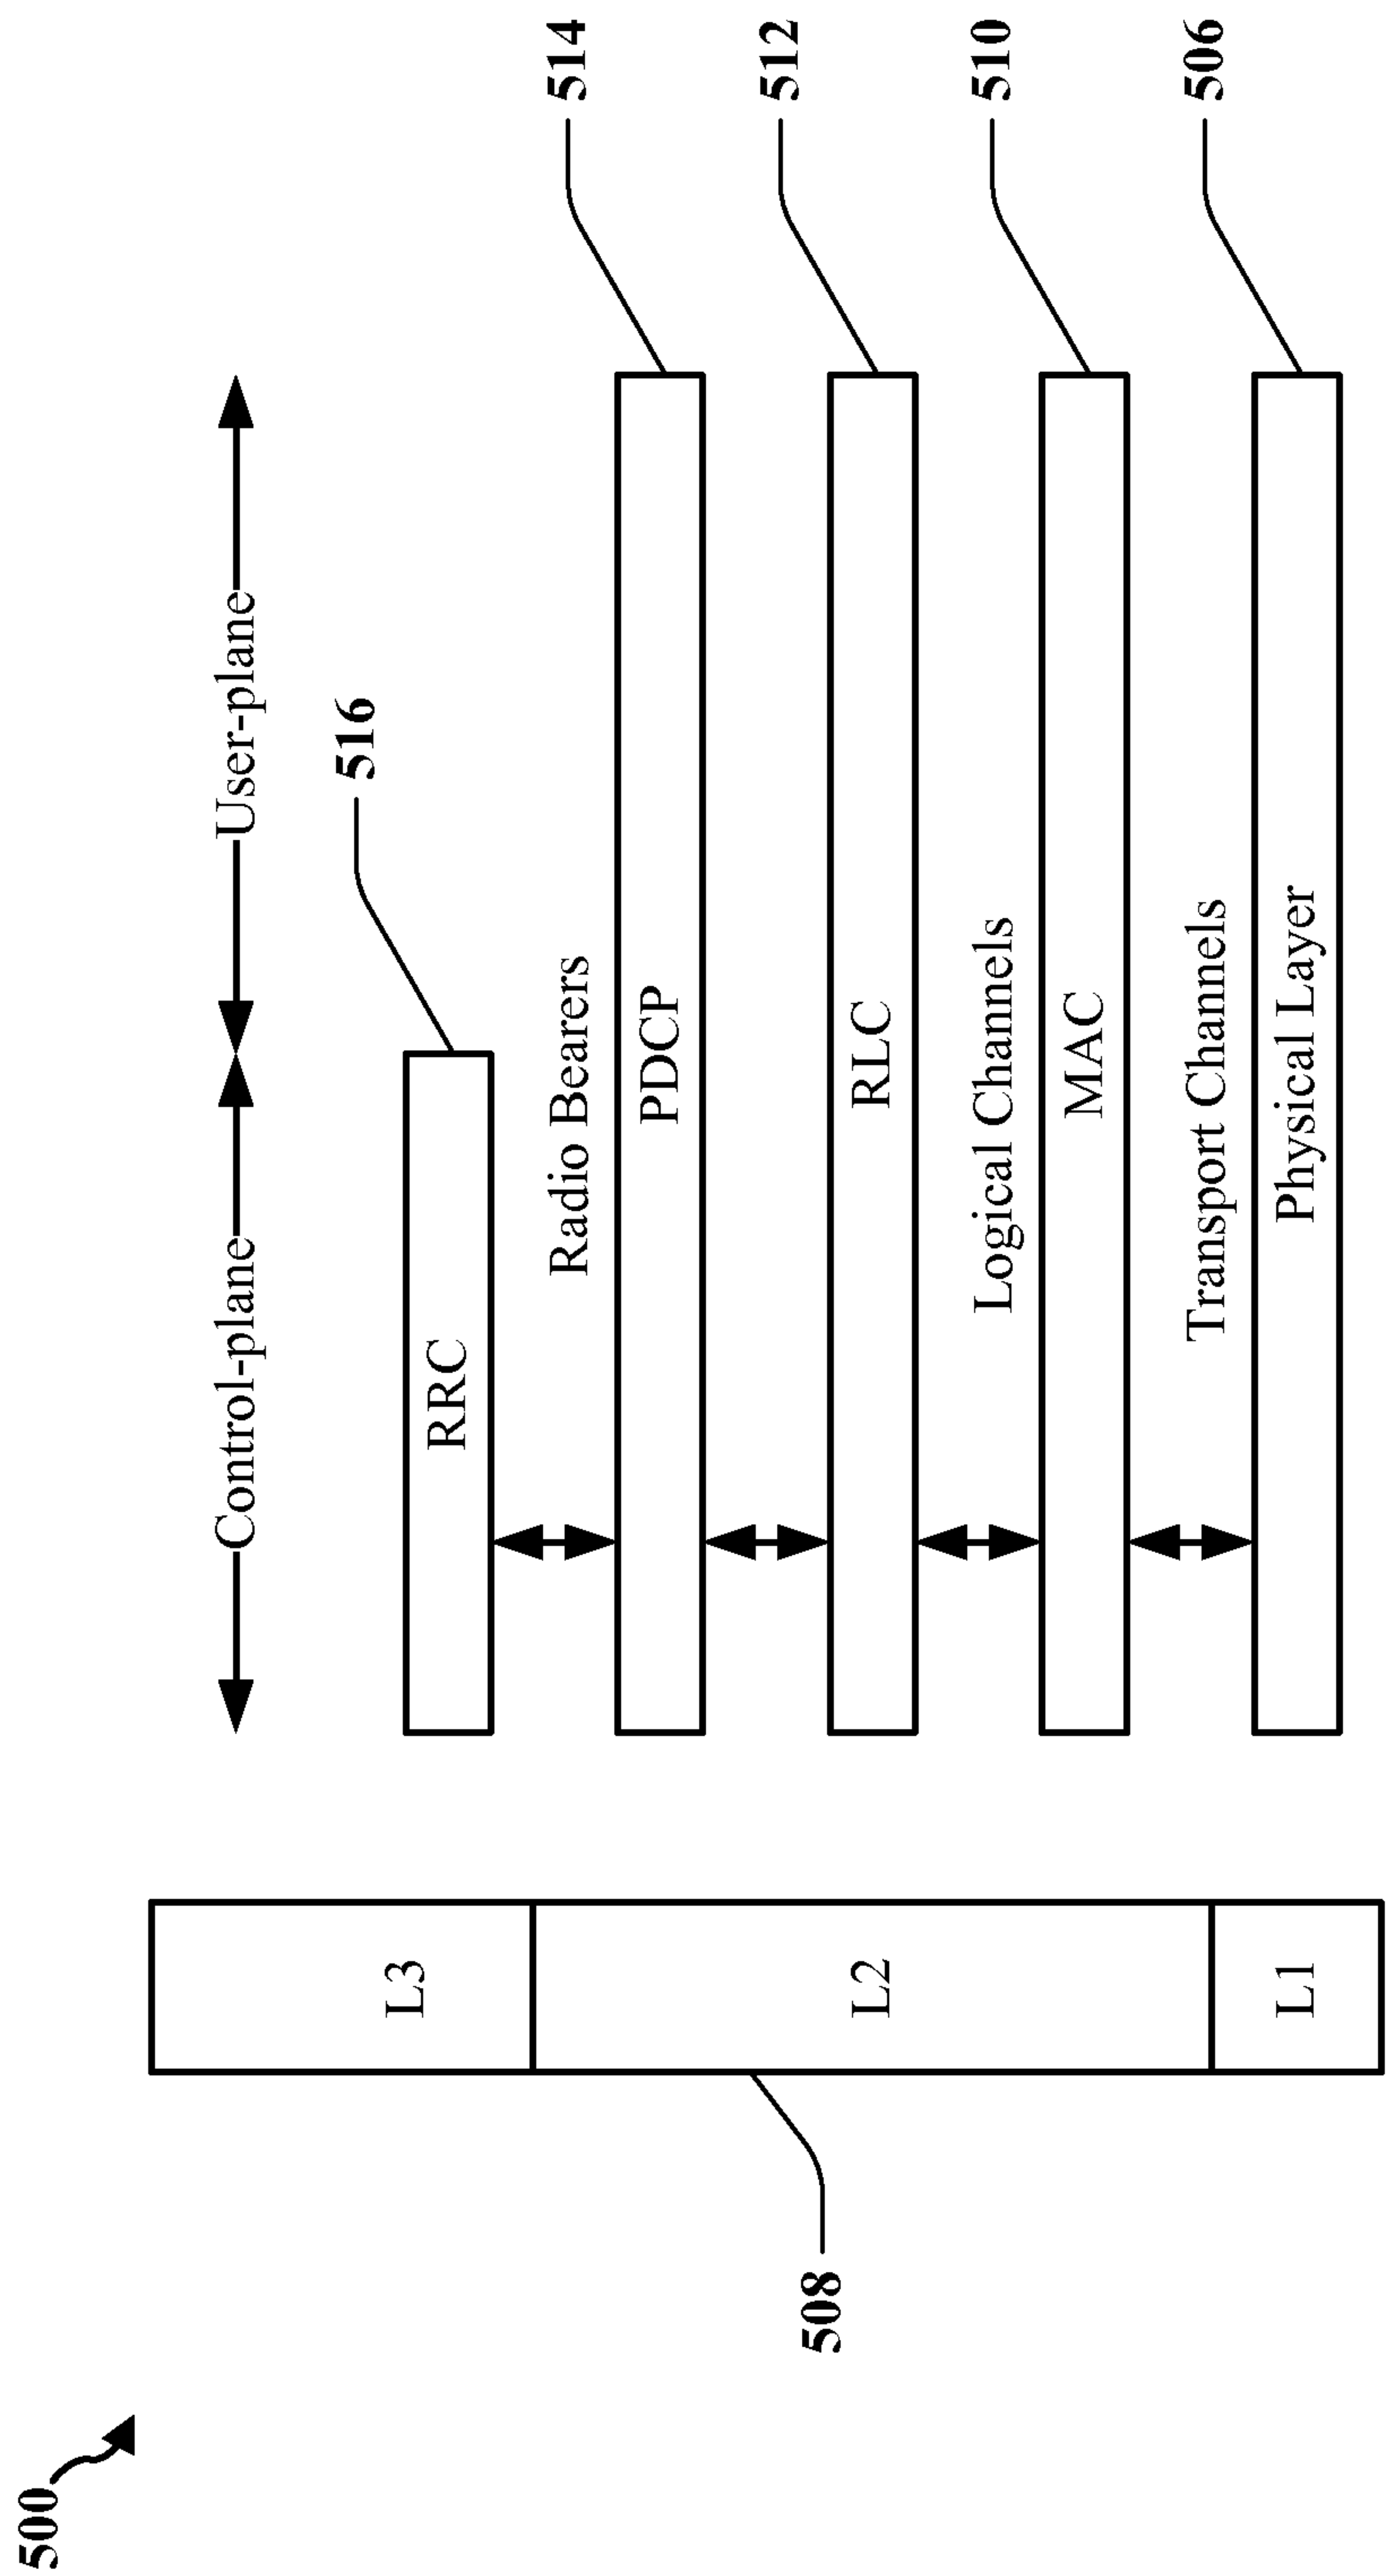 500
Control-plane
User-plane
516
RRC
L3
Radio Bearers
514
PDCP
512
RLC
L2
508
Logical Channels
510
MAC
Transport Channels
506
Physical Layer
L1